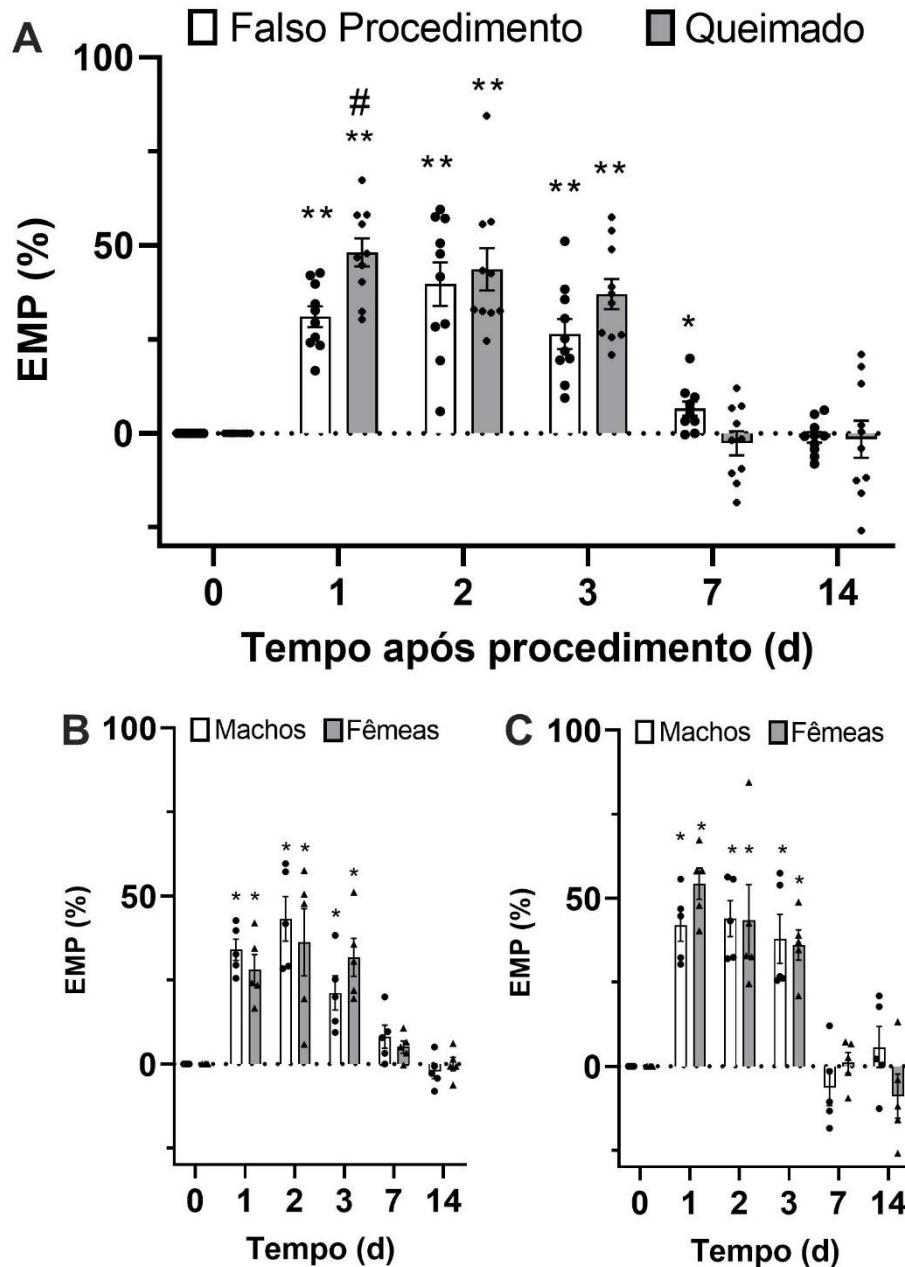 A
Falso Procedimento Queimado
100
#
** ** ** ** ** **
50
*
0
EMP (%)
0 1 2 3 7 14
Tempo após procedimento (d)
B
Machos Fêmeas
100
* * * * * *
50
0
EMP (%)
0 1 2 3 7 14
Tempo (d)
C
Machos Fêmeas
100
* * * * * *
50
0
EMP (%)
0 1 2 3 7 14
Tempo (d)